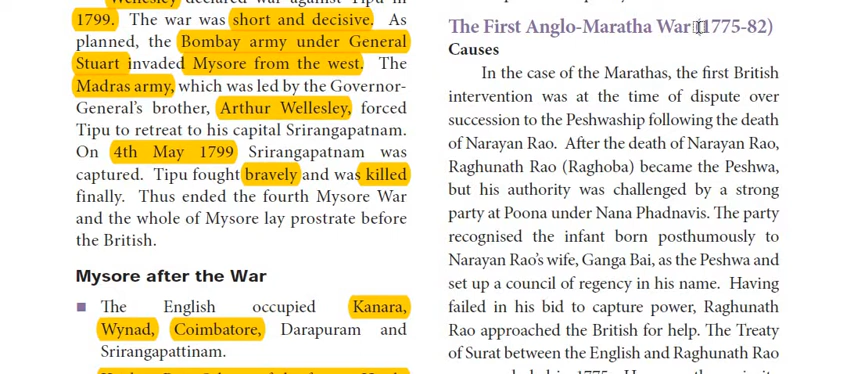 Wellesley declared war against Tipu in
1799. The war was short and decisive. As
planned, the Bombay army under General
Stuart invaded Mysore from the west. The
Madras army, which was led by the Governor-
General's brother, Arthur Wellesley, forced
Tipu to retreat to his capital Srirangapatnam.
On 4th May 1799 Srirangapatnam was
captured. Tipu fought bravely and was killed
finally. Thus ended the fourth Mysore War
and the whole of Mysore lay prostrate before
the British.
Mysore after the War
■ The English occupied Kanara,
Wynad, Coimbatore, Darapuram and
Srirangapattinam.
The First Anglo-Maratha War (1775-82)
Causes
In the case of the Marathas, the first British
intervention was at the time of dispute over
succession to the Peshwaship following the death
of Narayan Rao. After the death of Narayan Rao,
Raghunath Rao (Raghoba) became the Peshwa,
but his authority was challenged by a strong
party at Poona under Nana Phadnavis. The party
recognised the infant born posthumously to
Narayan Rao's wife, Ganga Bai, as the Peshwa and
set up a council of regency in his name. Having
failed in his bid to capture power, Raghunath
Rao approached the British for help. The Treaty
of Surat between the English and Raghunath Rao